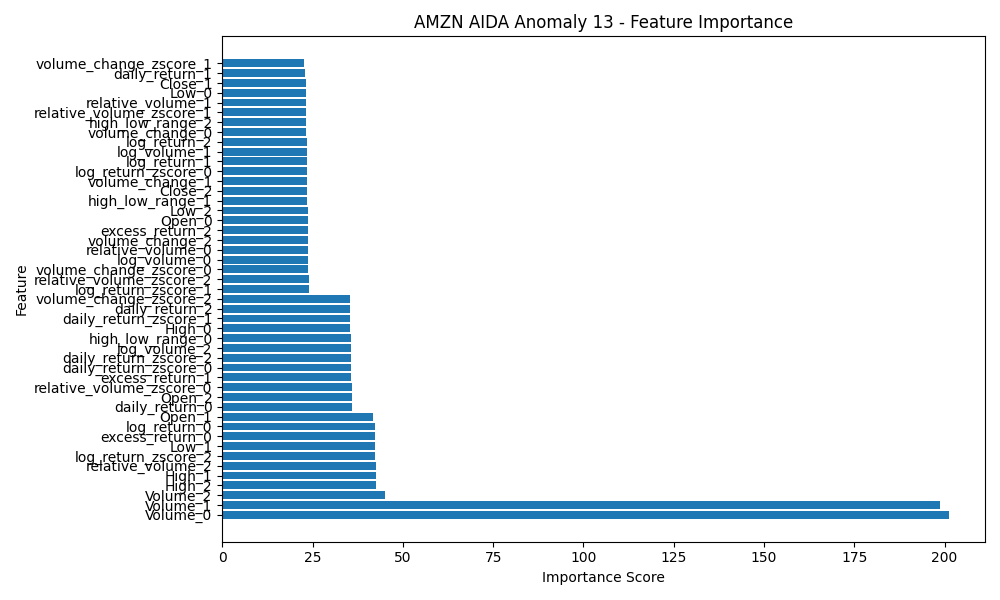 AMZN AIDA Anomaly 13 - Feature Importance
volume_change_zscore_1
daily_return_1
Close_1
Low_0
relative_volume_1
relative_volume_zscore_1
high_low_range_2
volume_change_0
log_return_2
log_volume_1
log_return_1
log_return_zscore_0
volume_change_1
Close_2
high_low_range_1
Low_2
Open_0
excess_return_2
volume_change_2
relative_volume_0
log_volume_0
volume_change_zscore_0
relative_volume_zscore_2
log_return_zscore_1
volume_change_zscore_2
daily_return_2
daily_return_zscore_1
High_0
high_low_range_0
log_volume_2
daily_return_zscore_2
daily_return_zscore_0
excess_return_1
relative_volume_zscore_0
Open_2
daily_return_0
Open_1
log_return_0
excess_return_0
Low_1
log_return_zscore_2
relative_volume_2
High_1
High_2
Volume_2
Volume_1
Volume_0
Feature
0 25 50 75 100 125 150 175 200
Importance Score